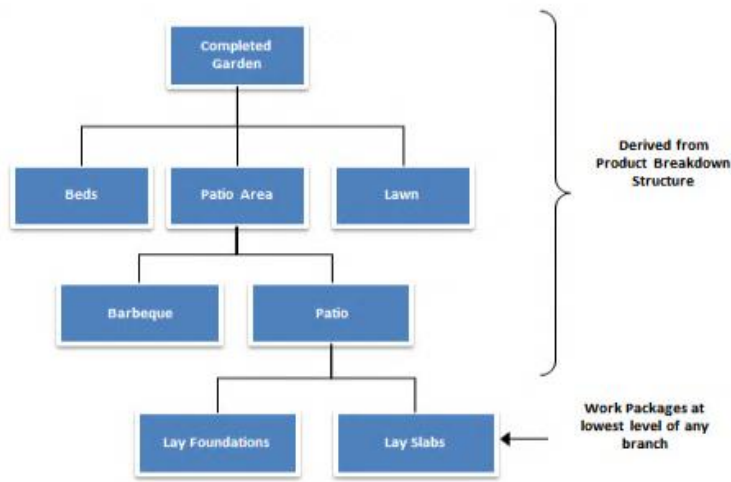 Completed
Garden
Derived from
Product Breakdown
Structure
Beds
Patio Area
Lawn
Barbeque
Patio
Work Packages at
lowest level of any
branch
Lay Foundations
Lay Slabs